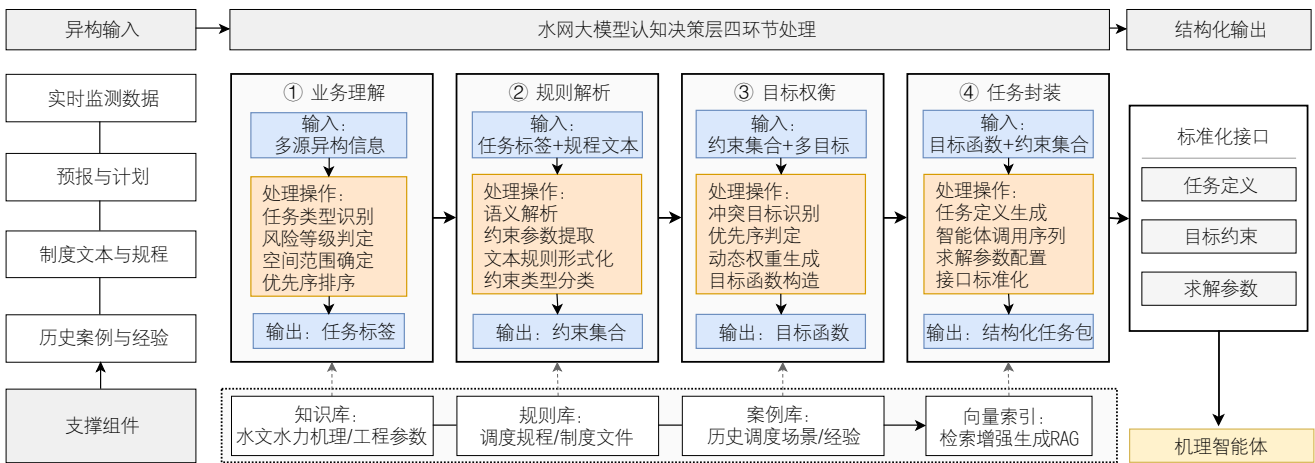 异构输入
水网大模型认知决策层四环节处理
结构化输出
实时监测数据
预报与计划
制度文本与规程
历史案例与经验
支撑组件
① 业务理解
输入:
多源异构信息
处理操作:
任务类型识别
风险等级判定
空间范围确定
优先序排序
输出: 任务标签
② 规则解析
输入:
任务标签+规程文本
处理操作:
语义解析
约束参数提取
文本规则形式化
约束类型分类
输出: 约束集合
③ 目标权衡
输入:
约束集合+多目标
处理操作:
冲突目标识别
优先序判定
动态权重生成
目标函数构造
输出: 目标函数
④ 任务封装
输入:
目标函数+约束集合
处理操作:
任务定义生成
智能体调用序列
求解参数配置
接口标准化
输出: 结构化任务包
标准化接口
任务定义
目标约束
求解参数
知识库:
水文水力机理/工程参数
规则库:
调度规程/制度文件
案例库:
历史调度场景/经验
向量索引:
检索增强生成RAG
机理智能体